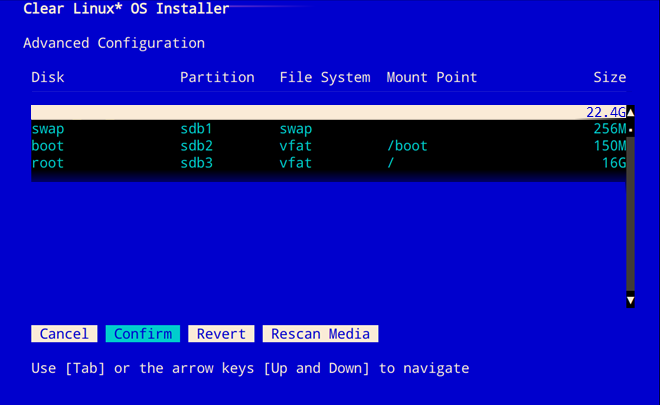 Clear Linux* OS Installer
Advanced Configuration
Disk Partition File System Mount Point Size
22.4G
swap sdb1 swap 256M
boot sdb2 vfat /boot 150M
root sdb3 vfat / 16G
Cancel Confirm Revert Rescan Media
Use [Tab] or the arrow keys [Up and Down] to navigate